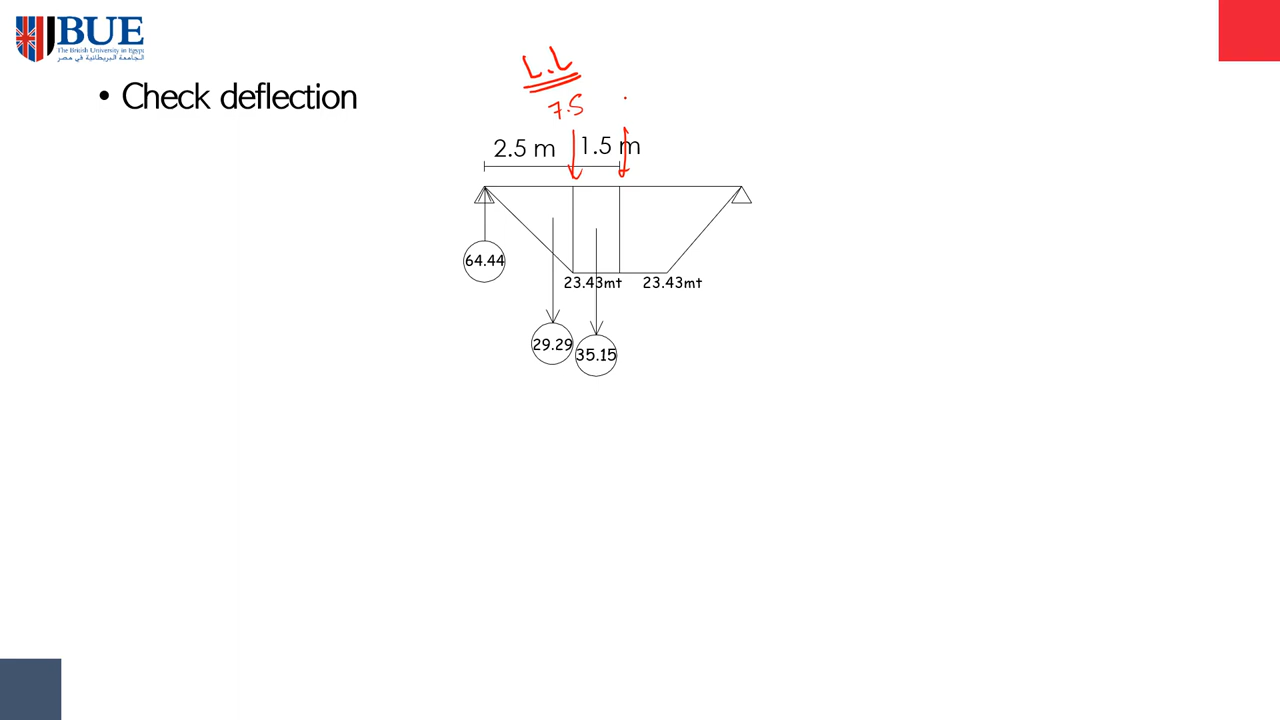 BUE
The British University in Egypt
الجامعة البريطانية في مصر
• Check deflection
L.L
7.5
2.5 m
1.5 m
64.44
23.43mt
23.43mt
29.29
35.15